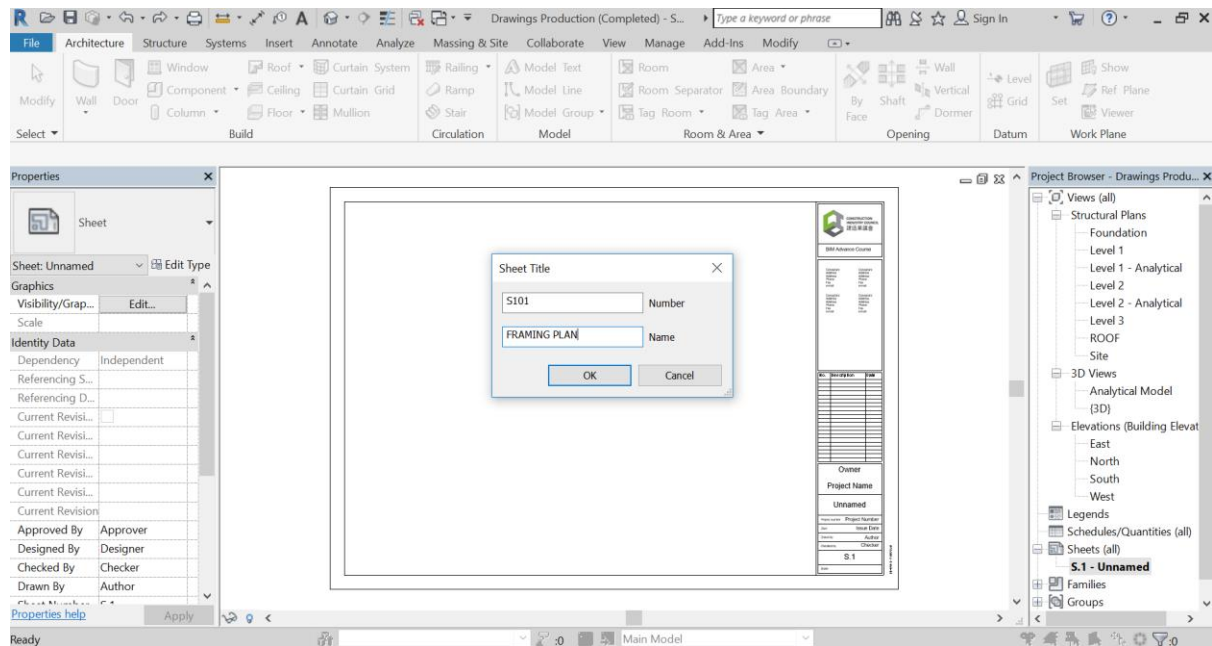 Drawings Production (Completed) - S...
Type a keyword or phrase
Sign In
File Architecture Structure Systems Insert Annotate Analyze Massing & Site Collaborate View Manage Add-Ins Modify
Modify
Wall
Door
Window
Component
Column
Roof
Ceiling
Floor
Curtain System
Curtain Grid
Mullion
Railing
Ramp
Stair
Model Text
Model Line
Model Group
Room
Room Separator
Tag Room
Area
Area Boundary
Tag Area
By Face
Shaft
Wall
Vertical
Dormer
Level
Grid
Set
Show
Ref Plane
Viewer
Select Build Circulation Model Room & Area Opening Datum Work Plane
Properties
Sheet
Sheet: Unnamed Edit Type
Graphics
Visibility/Grap... Edit...
Scale
Identity Data
Dependency Independent
Referencing S...
Referencing D...
Current Revisi...
Current Revisi...
Current Revisi...
Current Revisi...
Current Revisi...
Current Revision
Approved By Approver
Designed By Designer
Checked By Checker
Drawn By Author
Sheet Number S.1
Properties help Apply
Sheet Title
S101 Number
FRAMING PLAN Name
OK Cancel
BIM Advance Course
No. Description Date
Owner
Project Name
Unnamed
Project Number
Issue Date
Author
Checker
S.1
Project Browser - Drawings Produ...
Views (all)
Structural Plans
Foundation
Level 1
Level 1 - Analytical
Level 2
Level 2 - Analytical
Level 3
ROOF
Site
3D Views
Analytical Model
{3D}
Elevations (Building Elevat
East
North
South
West
Legends
Schedules/Quantities (all)
Sheets (all)
S.1 - Unnamed
Families
Groups
Ready
:0
Main Model
:0